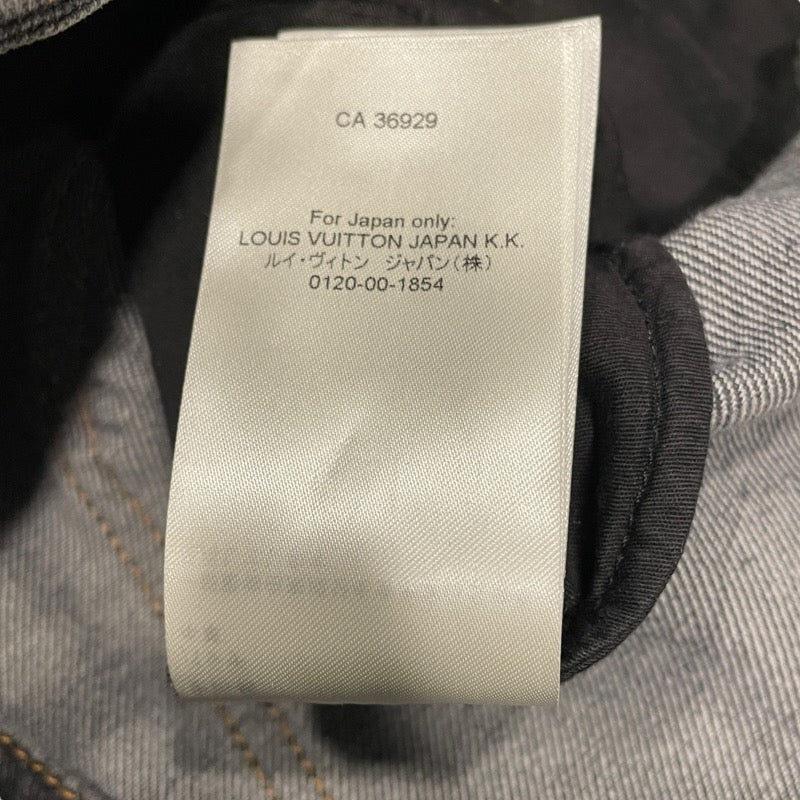 CA 36929
For Japan only:
LOUIS VUITTON JAPAN K.K.
ルイ・ヴィトン ジャパン(株)
0120-00-1854